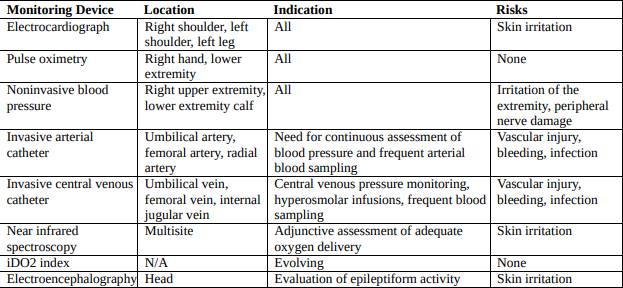 Monitoring Device Location Indication Risks
Electrocardiograph Right shoulder, left All Skin irritation
shoulder, left leg
Pulse oximetry Right hand, lower All None
extremity
Noninvasive blood Right upper extremity, All Irritation of the
pressure lower extremity calf extremity, peripheral
nerve damage
Invasive arterial Umbilical artery, Need for continuous assessment of Vascular injury,
catheter femoral artery, radial blood pressure and frequent arterial bleeding, infection
artery blood sampling
Invasive central venous Umbilical vein, Central venous pressure monitoring, Vascular injury,
catheter femoral vein, internal hyperosmolar infusions, frequent blood bleeding, infection
jugular vein sampling
Near infrared Multisite Adjunctive assessment of adequate Skin irritation
spectroscopy oxygen delivery
iDO2 index N/A Evolving None
Electroencephalography Head Evaluation of epileptiform activity Skin irritation